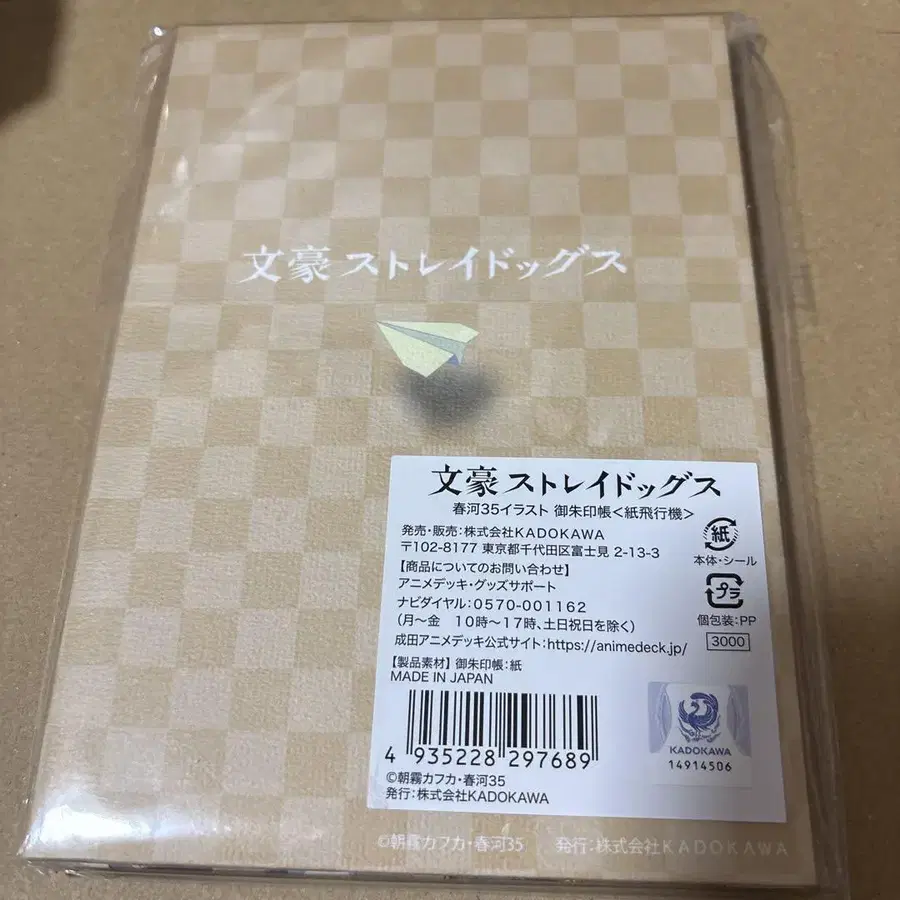 文豪ストレイドッグス
文豪ストレイドッグス
春河35イラスト 御朱印帳<紙飛行機>
発売・販売:株式会社KADOKAWA
〒102-8177 東京都千代田区富士見 2-13-3
【商品についてのお問い合わせ】
アニメデッキ・グッズサポート
ナビダイヤル:0570-001162
(月〜金 10時〜17時、土日祝日を除く)
成田アニメデッキ公式サイト:https://animedeck.jp/
【製品素材】御朱印帳:紙
MADE IN JAPAN
4 935228 297689
©朝霧カフカ・春河35
発行:株式会社KADOKAWA
紙
本体・シール
プラ
個包装:PP
3000
KADOKAWA
14914506
©朝霧カフカ・春河35 発行:株式会社KADOKAWA